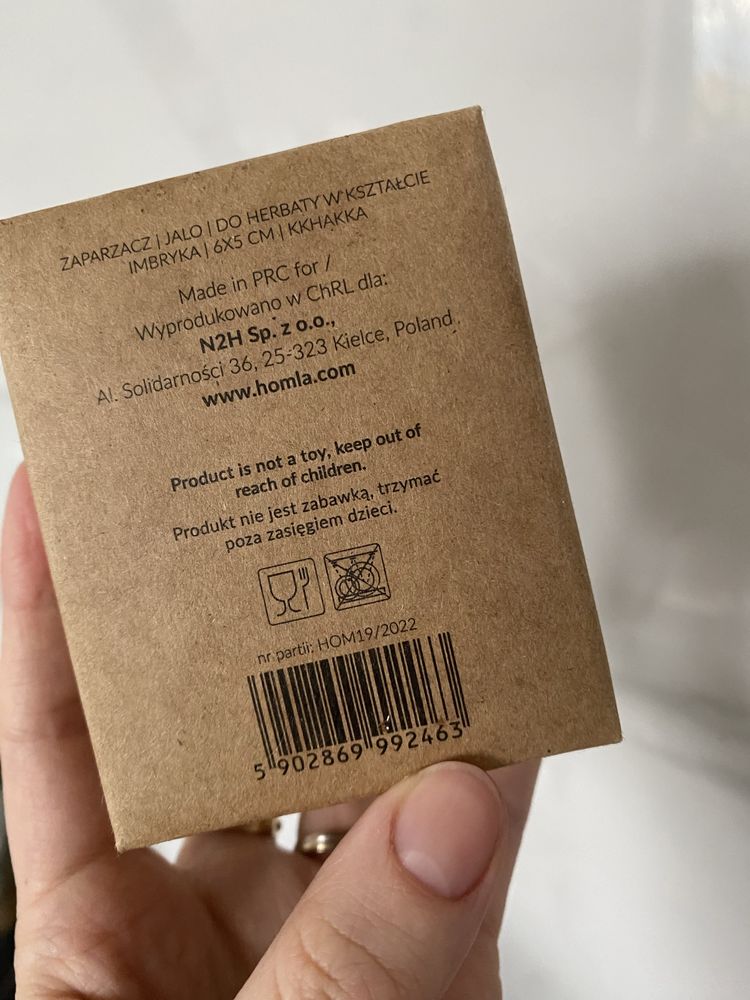 ZAPARZACZ | JALO | DO HERBATY W KSZTAŁCIE
IMBRYKA | 6X5 CM | KKHAKKA
Made in PRC for /
Wyprodukowano w ChRL dla:
N2H Sp. z o.o.,
Al. Solidarności 36, 25-323 Kielce, Poland,
www.homla.com
Product is not a toy, keep out of
reach of children.
Produkt nie jest zabawką, trzymać
poza zasięgiem dzieci.
nr partii: HOM19/2022
5 902869 992463